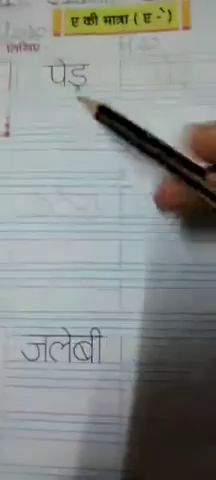 ए की मात्रा ( ए - े )
लिखिए
पेड़
जलेबी